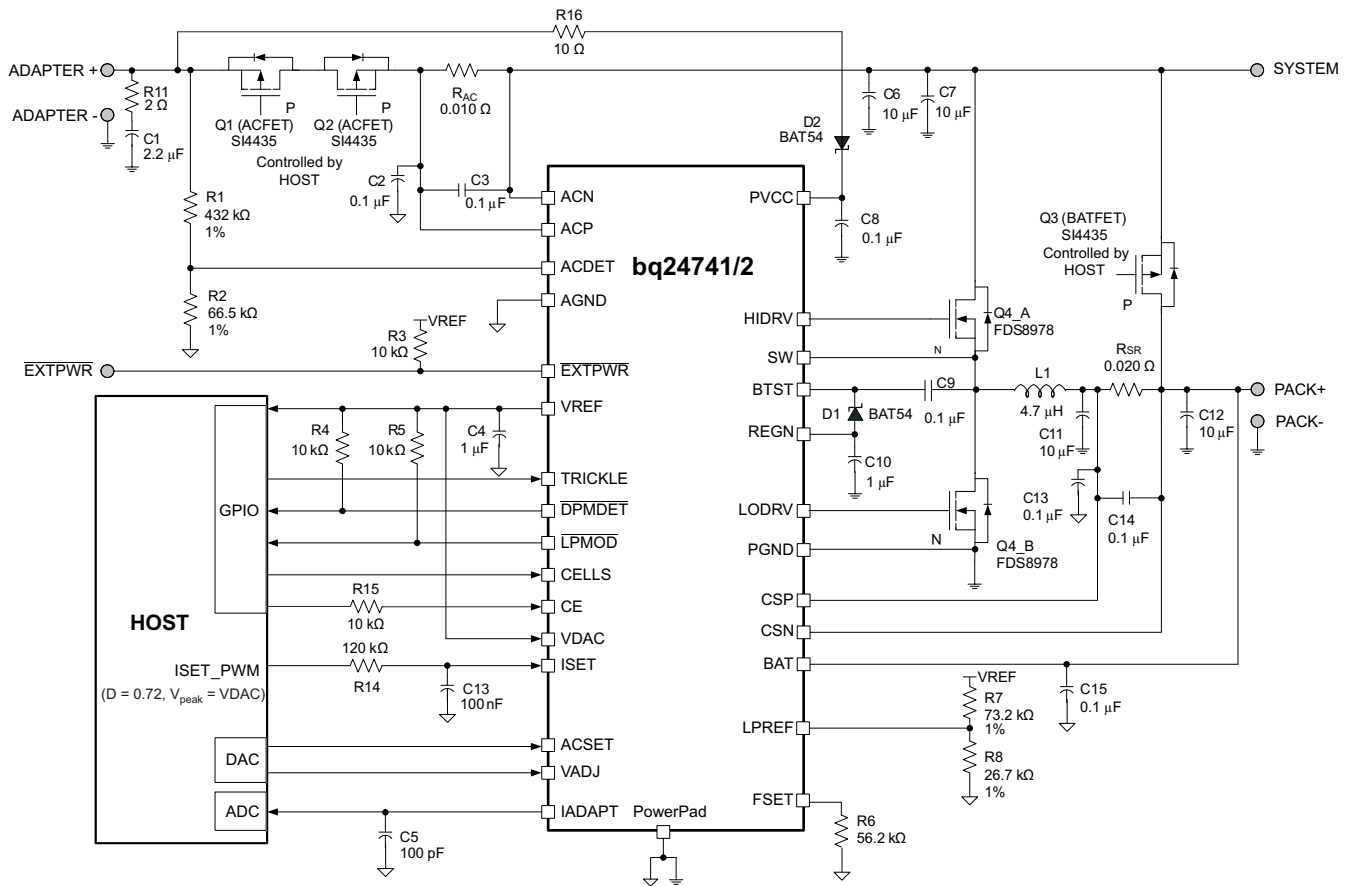 R16
10 Ω
ADAPTER +
SYSTEM
R11
2 Ω
RAC
0.010 Ω
C6
10 µF
C7
10 µF
P
P
ADAPTER -
Q1 (ACFET)
SI4435
Q2 (ACFET)
SI4435
D2
BAT54
C1
2.2 µF
Controlled by
HOST
C2
0.1 µF
C3
0.1 µF
R1
432 kΩ
1%
ACN
PVCC
C8
0.1 µF
Q3 (BATFET)
SI4435
Controlled by
HOST
P
ACP
bq24741/2
ACDET
R2
66.5 kΩ
1%
AGND
VREF
R3
10 kΩ
HIDRV
Q4_A
FDS8978
N
SW
RSR
0.020 Ω
EXTPWR
EXTPWR
L1
4.7 µH
BTST
C9
0.1 µF
PACK+
VREF
D1
BAT54
C12
10 µF
PACK-
R4
10 kΩ
R5
10 kΩ
C4
1 µF
REGN
C11
10 µF
C10
1 µF
TRICKLE
C13
0.1 µF
GPIO
DPMDET
LODRV
C14
0.1 µF
LPMOD
PGND
N
Q4_B
FDS8978
CELLS
R15
10 kΩ
CE
CSP
HOST
VDAC
CSN
120 kΩ
R14
ISET_PWM
ISET
BAT
(D = 0.72, Vpeak = VDAC)
C13
100 nF
VREF
R7
73.2 kΩ
1%
C15
0.1 µF
LPREF
ACSET
R8
26.7 kΩ
1%
DAC
VADJ
FSET
ADC
IADAPT
PowerPad
R6
56.2 kΩ
C5
100 pF